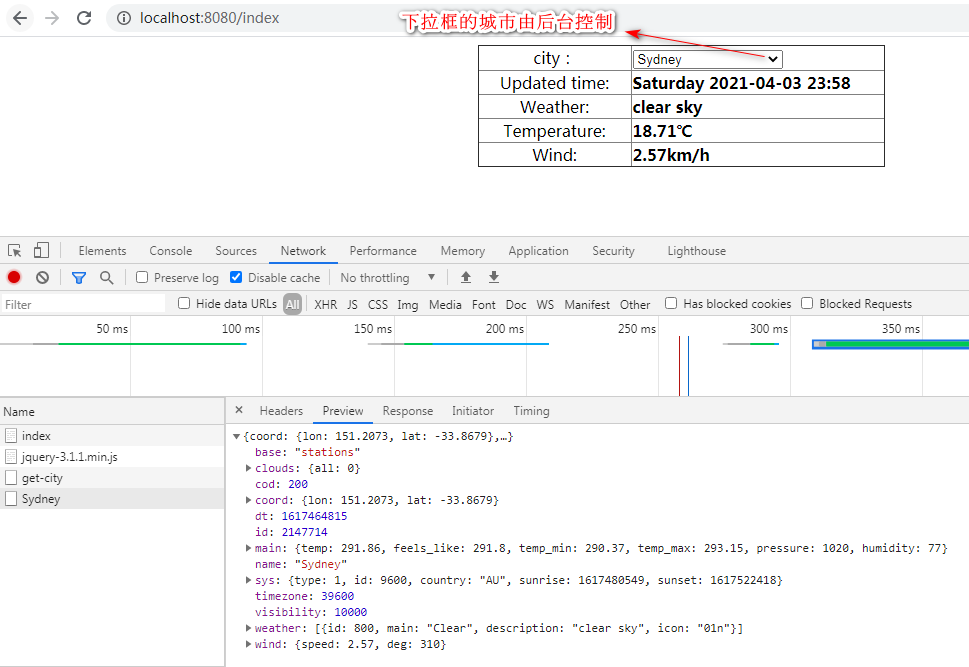 localhost:8080/index
下拉框的城市由后台控制
city : Sydney
Updated time: Saturday 2021-04-03 23:58
Weather: clear sky
Temperature: 18.71℃
Wind: 2.57km/h
Elements Console Sources Network Performance Memory Application Security Lighthouse
Preserve log Disable cache No throttling
Filter Hide data URLs All XHR JS CSS Img Media Font Doc WS Manifest Other Has blocked cookies Blocked Requests
50 ms 100 ms 150 ms 200 ms 250 ms 300 ms 350 ms
Name × Headers Preview Response Initiator Timing
index
jquery-3.1.1.min.js
get-city
Sydney
{coord: {lon: 151.2073, lat: -33.8679},…}
base: "stations"
clouds: {all: 0}
cod: 200
coord: {lon: 151.2073, lat: -33.8679}
dt: 1617464815
id: 2147714
main: {temp: 291.86, feels_like: 291.8, temp_min: 290.37, temp_max: 293.15, pressure: 1020, humidity: 77}
name: "Sydney"
sys: {type: 1, id: 9600, country: "AU", sunrise: 1617480549, sunset: 1617522418}
timezone: 39600
visibility: 10000
weather: [{id: 800, main: "Clear", description: "clear sky", icon: "01n"}]
wind: {speed: 2.57, deg: 310}